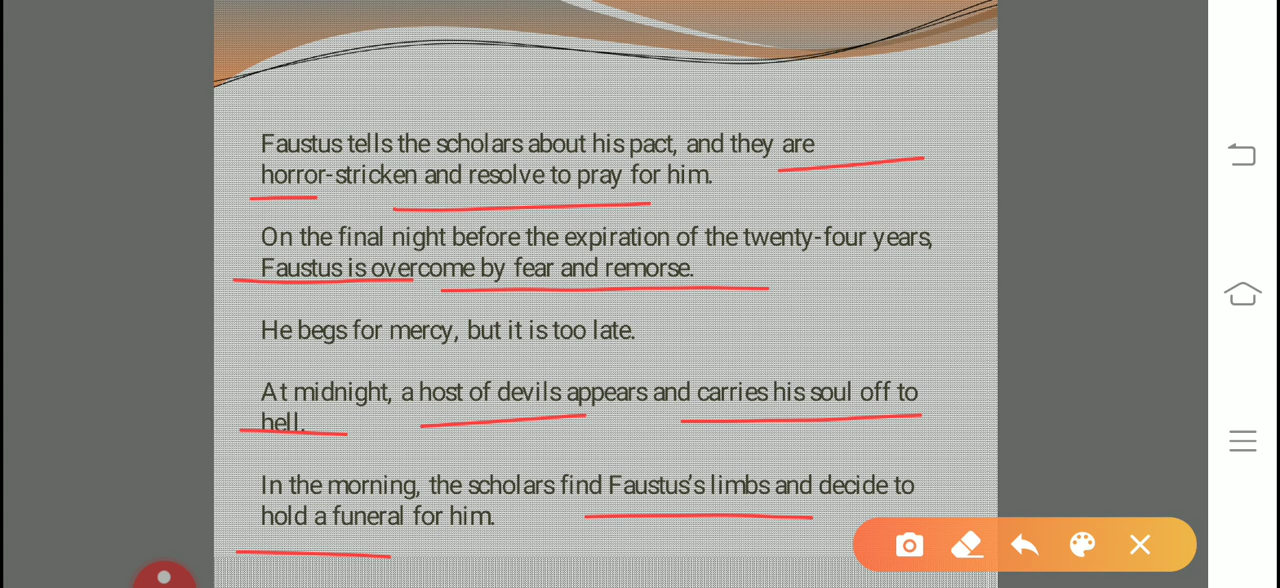 Faustus tells the scholars about his pact, and they are
horror-stricken and resolve to pray for him.
On the final night before the expiration of the twenty-four years,
Faustus is overcome by fear and remorse.
He begs for mercy, but it is too late.
At midnight, a host of devils appears and carries his soul off to
hell.
In the morning, the scholars find Faustus's limbs and decide to
hold a funeral for him.